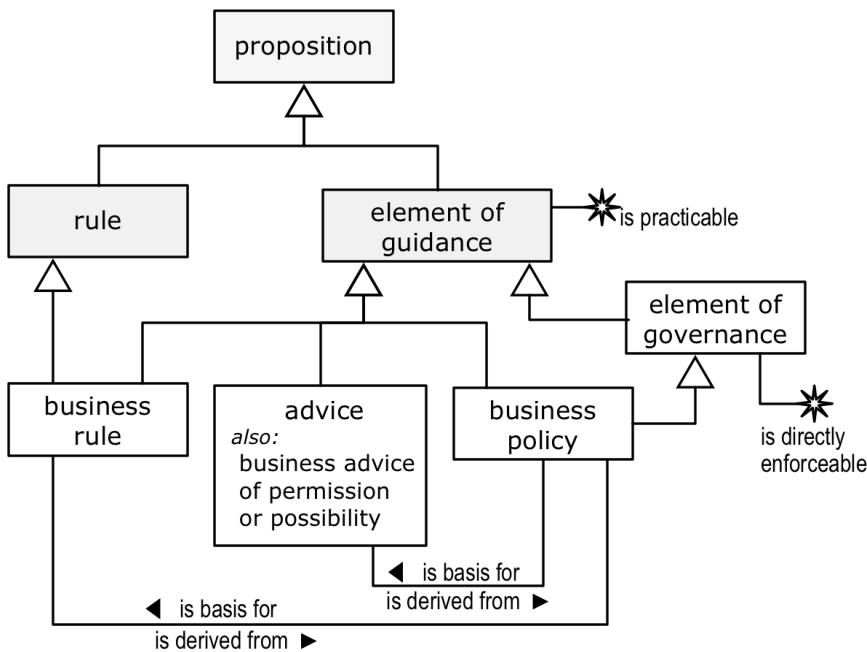 proposition
rule
element of
guidance
is practicable
element of
governance
business
rule
advice
also:
business advice
of permission
or possibility
business
policy
is directly
enforceable
◀ is basis for
is derived from ▶
◀ is basis for
is derived from ▶